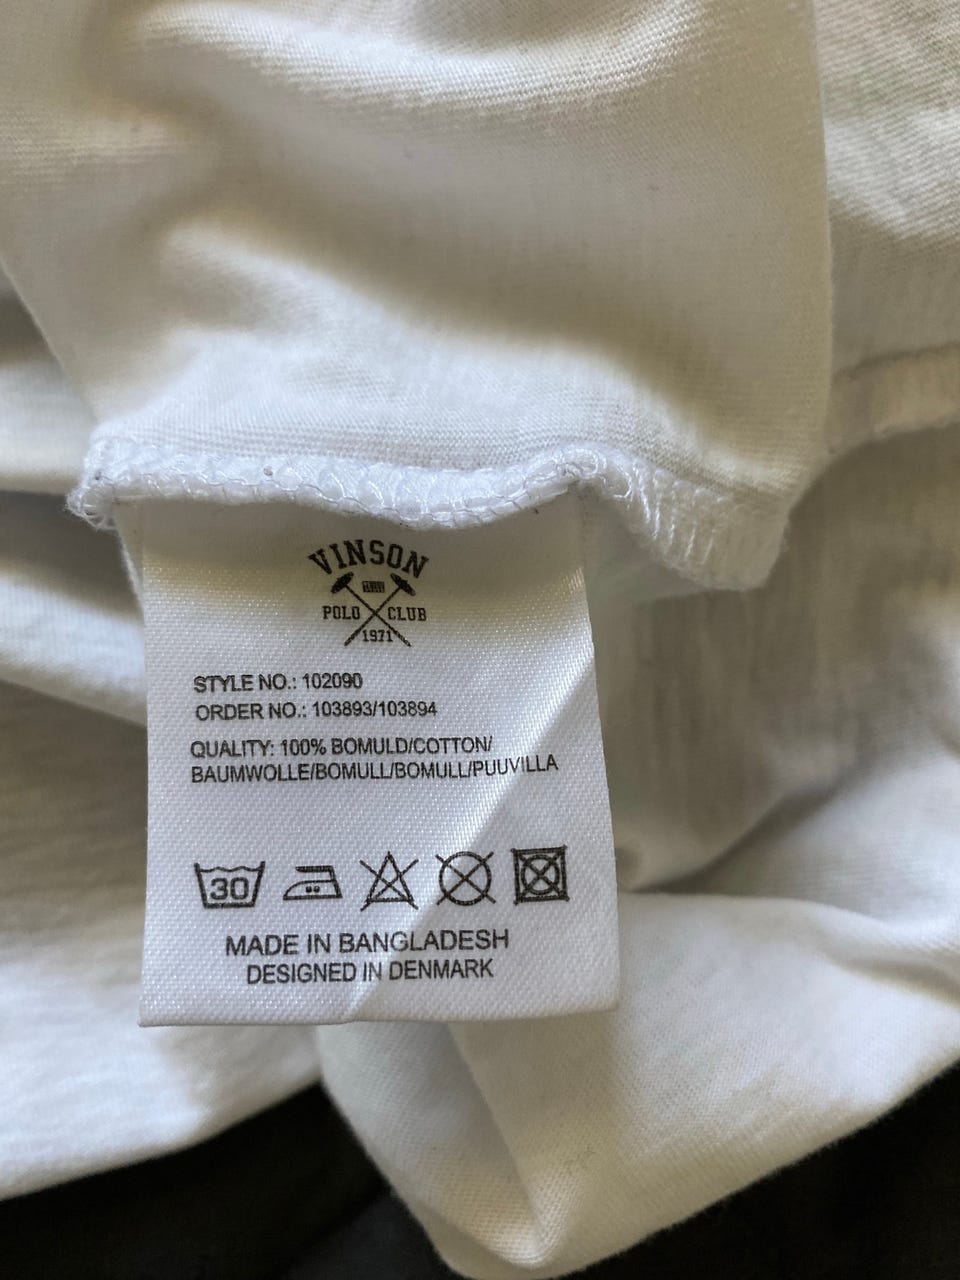 VINSON
POLO CLUB
1971
STYLE NO.: 102090
ORDER NO.: 103893/103894
QUALITY: 100% BOMULD/COTTON/
BAUMWOLLE/BOMULL/BOMULL/PUUVILLA
30
MADE IN BANGLADESH
DESIGNED IN DENMARK